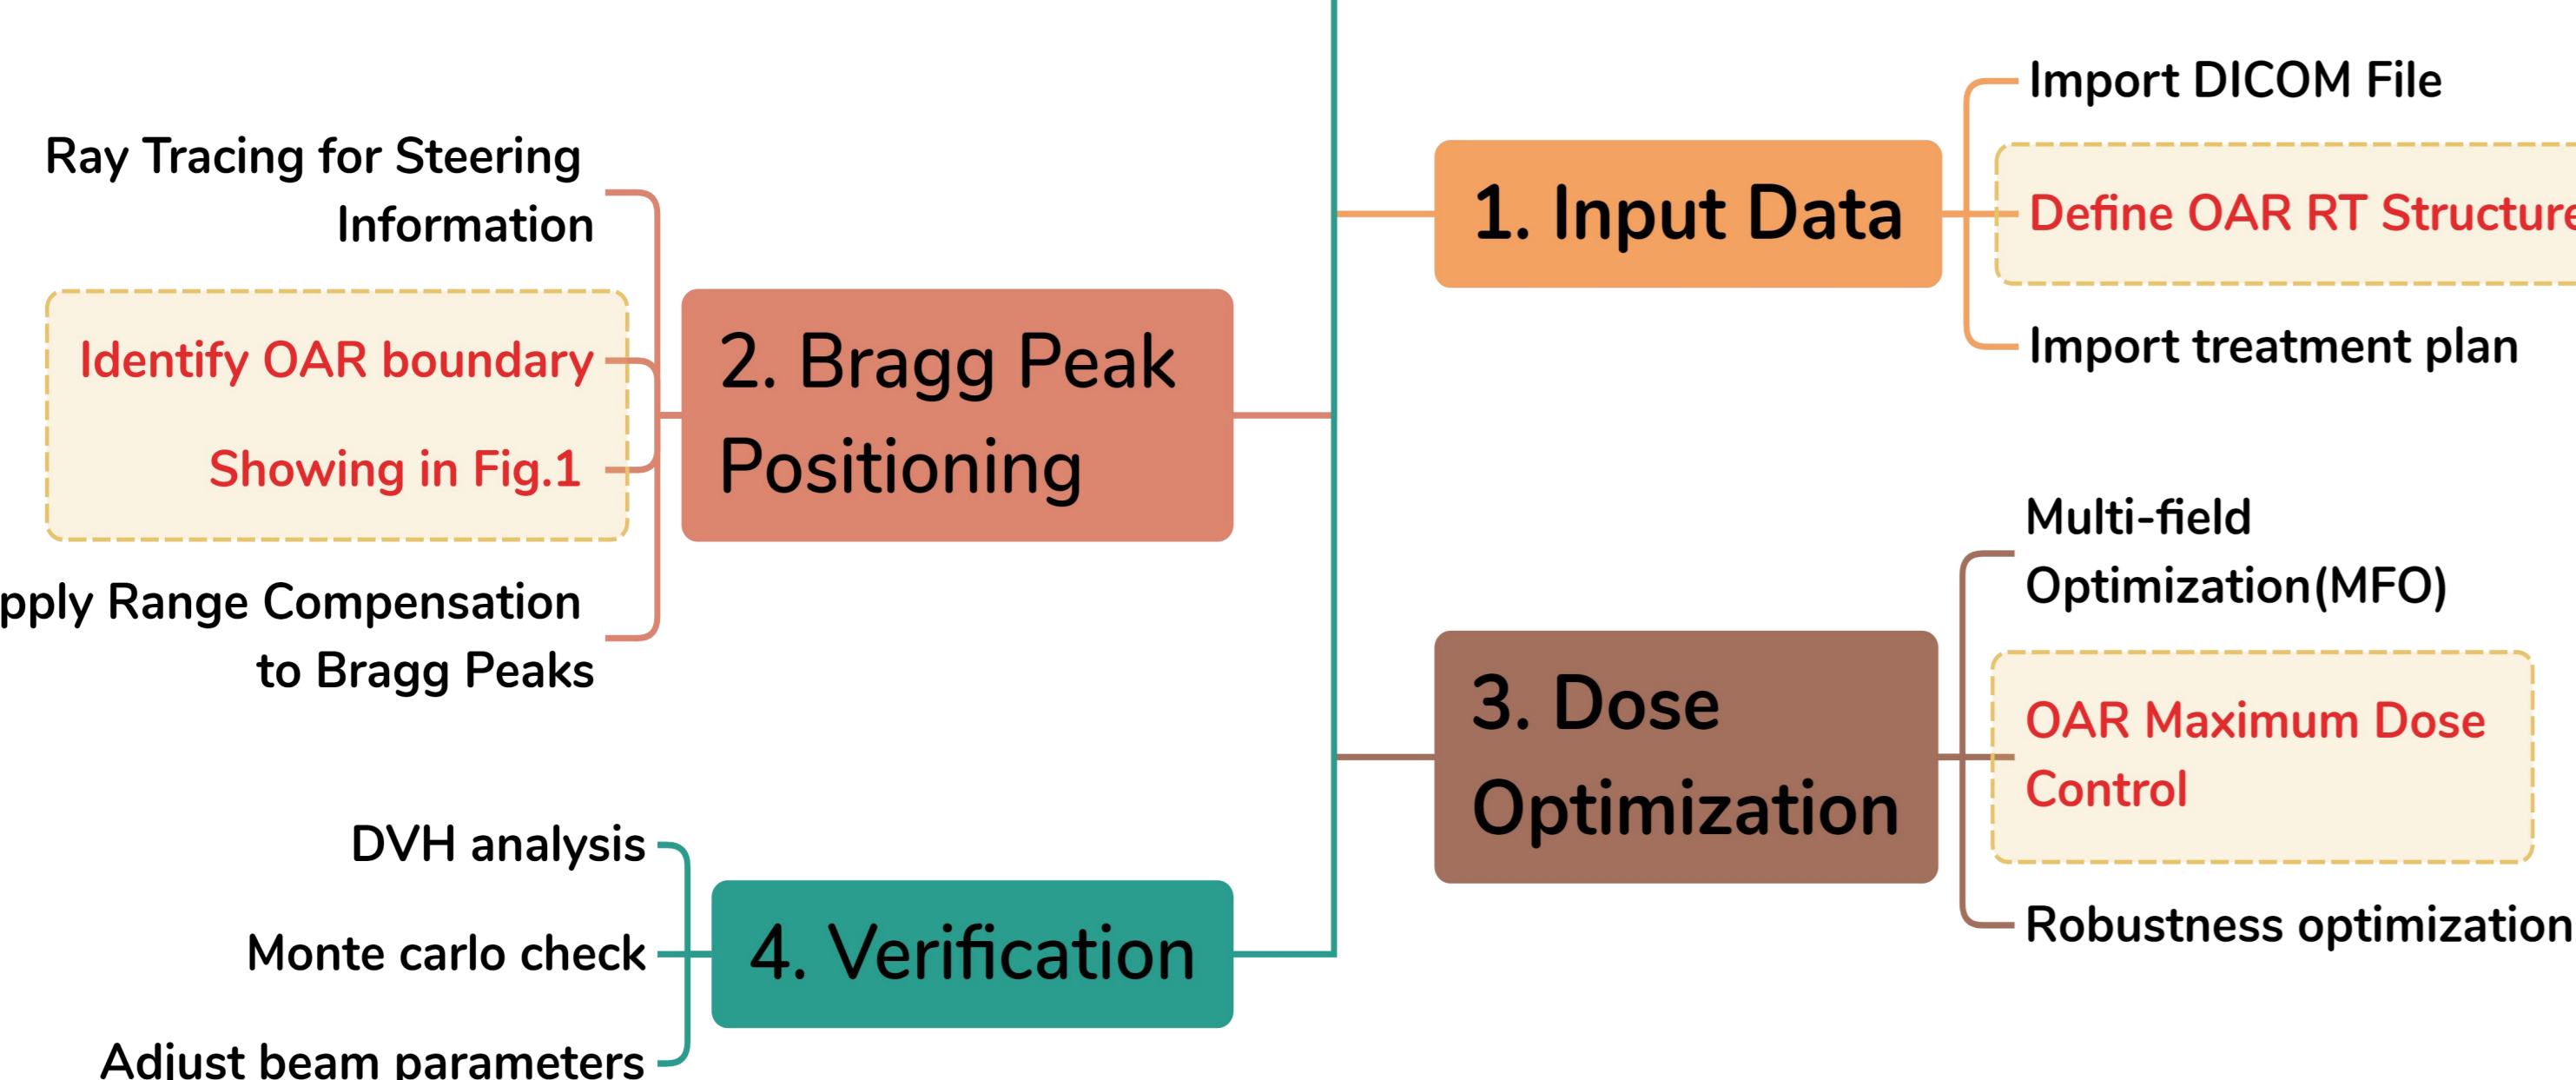 1. Input Data
Import DICOM File
Define OAR RT Structure
Import treatment plan
2. Bragg Peak
Positioning
Ray Tracing for Steering
Information
Identify OAR boundary
Showing in Fig.1
pply Range Compensation
to Bragg Peaks
3. Dose
Optimization
Multi-field
Optimization(MFO)
OAR Maximum Dose
Control
Robustness optimization
4. Verification
DVH analysis
Monte carlo check
Adjust beam parameters